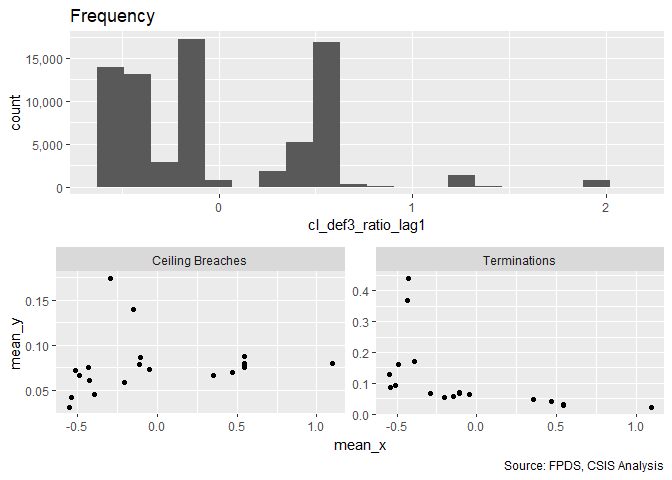 Frequency
15,000
10,000
5,000
0
count
0 1 2
cl_def3_ratio_lag1
Ceiling Breaches
Terminations
0.15
0.10
0.05
mean_y
0.4
0.3
0.2
0.1
0.0
-0.5 0.0 0.5 1.0
-0.5 0.0 0.5 1.0
mean_x
Source: FPDS, CSIS Analysis